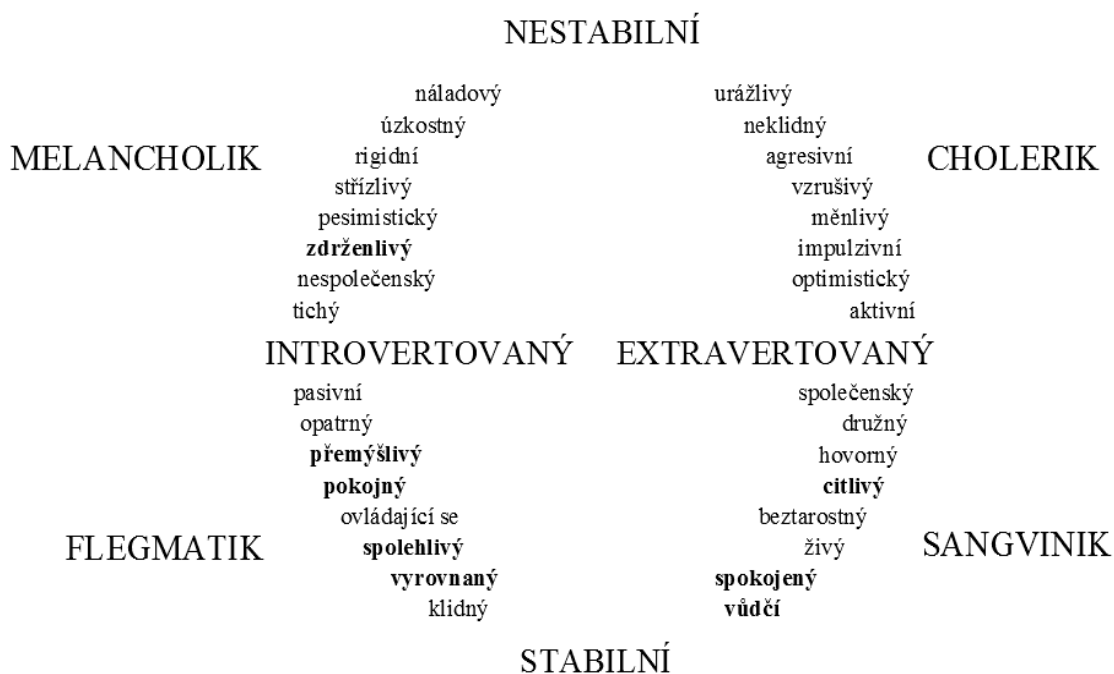 NESTABILNÍ
náladový urážlivý
úzkostný neklidný
MELANCHOLIK rigidní agresivní CHOLERIK
střízlivý vzrušivý
pesimistický měnlivý
zdrženlivý impulzivní
nespolečenský optimistický
tichý aktivní
INTROVERTOVANÝ EXTRAVERTOVANÝ
pasivní společenský
opatrný družný
přemýšlivý hovorný
pokojný citlivý
ovládající se beztarostný
FLEGMATIK spolehlivý živý SANGVINIK
vyrovnaný spokojený
klidný vůdčí
STABILNÍ